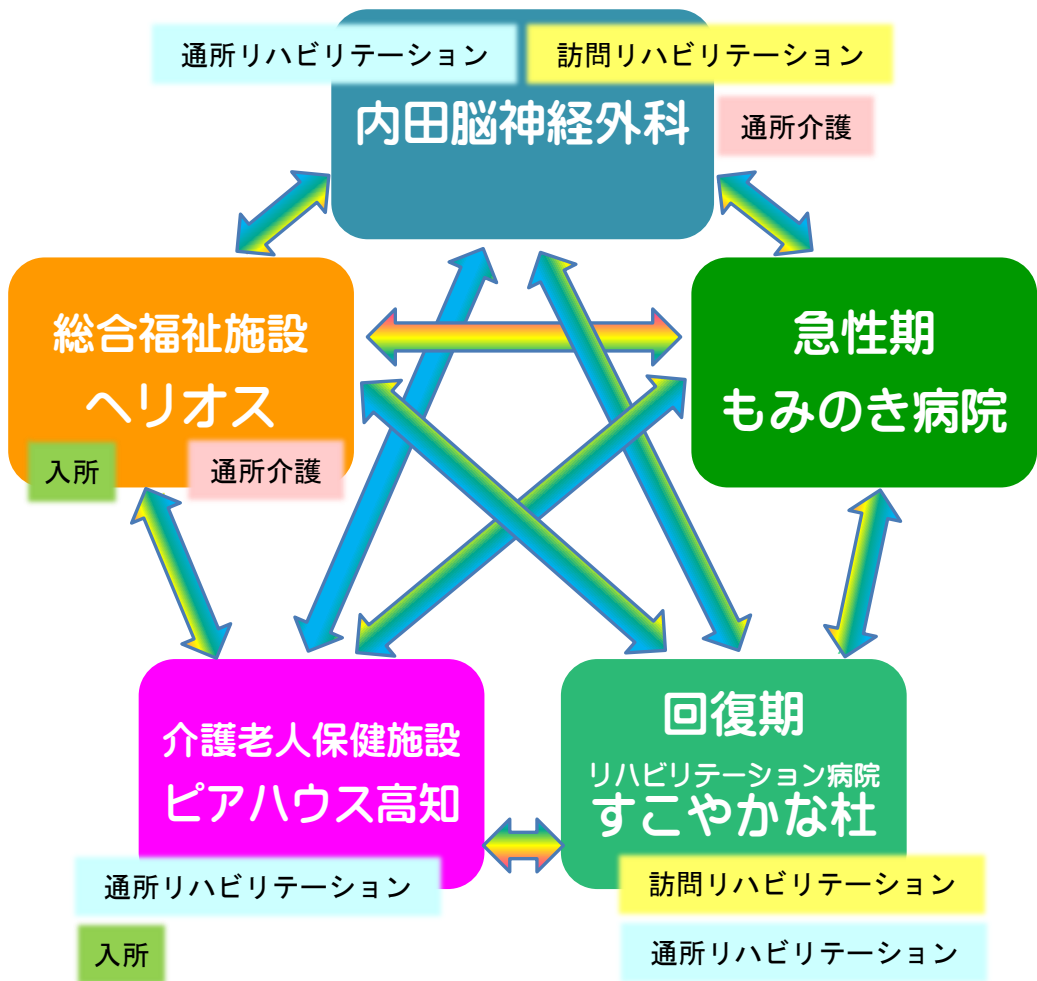 通所リハビリテーション
訪問リハビリテーション
内田脳神経外科
通所介護
総合福祉施設
ヘリオス
入所
通所介護
急性期
もみのき病院
介護老人保健施設
ピアハウス高知
通所リハビリテーション
入所
回復期
リハビリテーション病院
すこやかな杜
訪問リハビリテーション
通所リハビリテーション